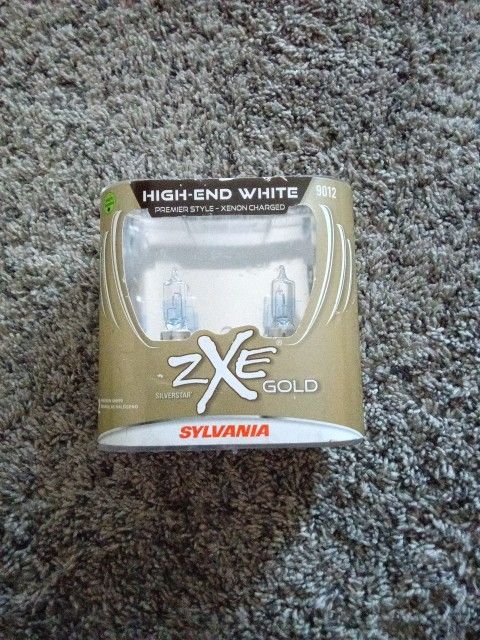 HIGH-END WHITE
9012
PREMIER STYLE - XENON CHARGED
ZXE
SILVERSTAR
GOLD
SYLVANIA